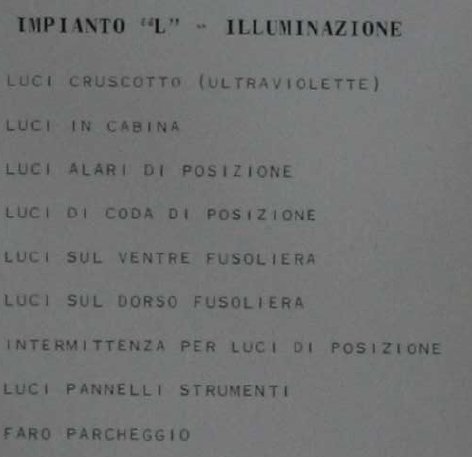 IMPIANTO “L” - ILLUMINAZIONE
LUCI CRUSCOTTO (ULTRAVIOLETTE)
LUCI IN CABINA
LUCI ALARI DI POSIZIONE
LUCI DI CODA DI POSIZIONE
LUCI SUL VENTRE FUSOLIERA
LUCI SUL DORSO FUSOLIERA
INTERMITTENZA PER LUCI DI POSIZIONE
LUCI PANNELLI STRUMENTI
FARO PARCHEGGIO